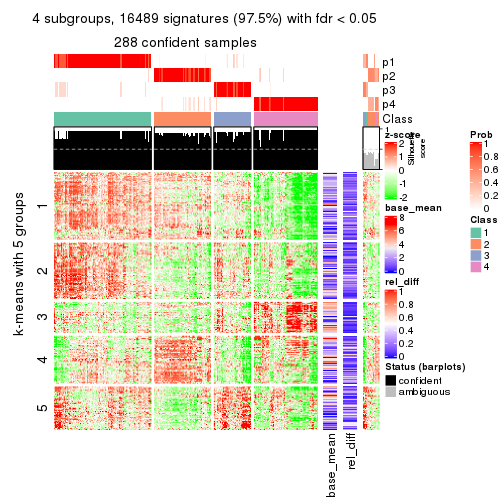 4 subgroups, 16489 signatures (97.5%) with fdr < 0.05
288 confident samples
p1
p2
p3
p4
Class
1
Silhouette
score
k-means with 5 groups
1
2
3
4
5
base_mean
rel_diff
z-score
2
1
0
-1
-2
base_mean
8
6
4
2
0
rel_diff
1
0.8
0.6
0.4
0.2
0
Status (barplots)
confident
ambiguous
Prob
1
0.8
0.6
0.4
0.2
0
Class
1
2
3
4